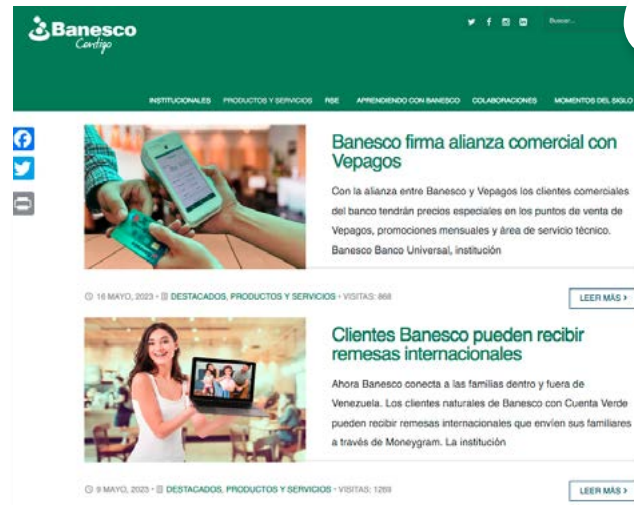 Banesco
Contigo
Buscar...
INSTITUCIONALES PRODUCTOS Y SERVICIOS RSE APRENDIENDO CON BANESCO COLABORACIONES MOMENTOS DEL SIGLO
Banesco firma alianza comercial con
Vepagos
Con la alianza entre Banesco y Vepagos los clientes comerciales
del banco tendrán precios especiales en los puntos de venta de
Vepagos, promociones mensuales y área de servicio técnico.
Banesco Banco Universal, institución
16 MAYO, 2023 • DESTACADOS, PRODUCTOS Y SERVICIOS • VISITAS: 868
LEER MÁS >
Clientes Banesco pueden recibir
remesas internacionales
Ahora Banesco conecta a las familias dentro y fuera de
Venezuela. Los clientes naturales de Banesco con Cuenta Verde
pueden recibir remesas internacionales que envíen sus familiares
a través de Moneygram. La institución
9 MAYO, 2023 • DESTACADOS, PRODUCTOS Y SERVICIOS • VISITAS: 1269
LEER MÁS >